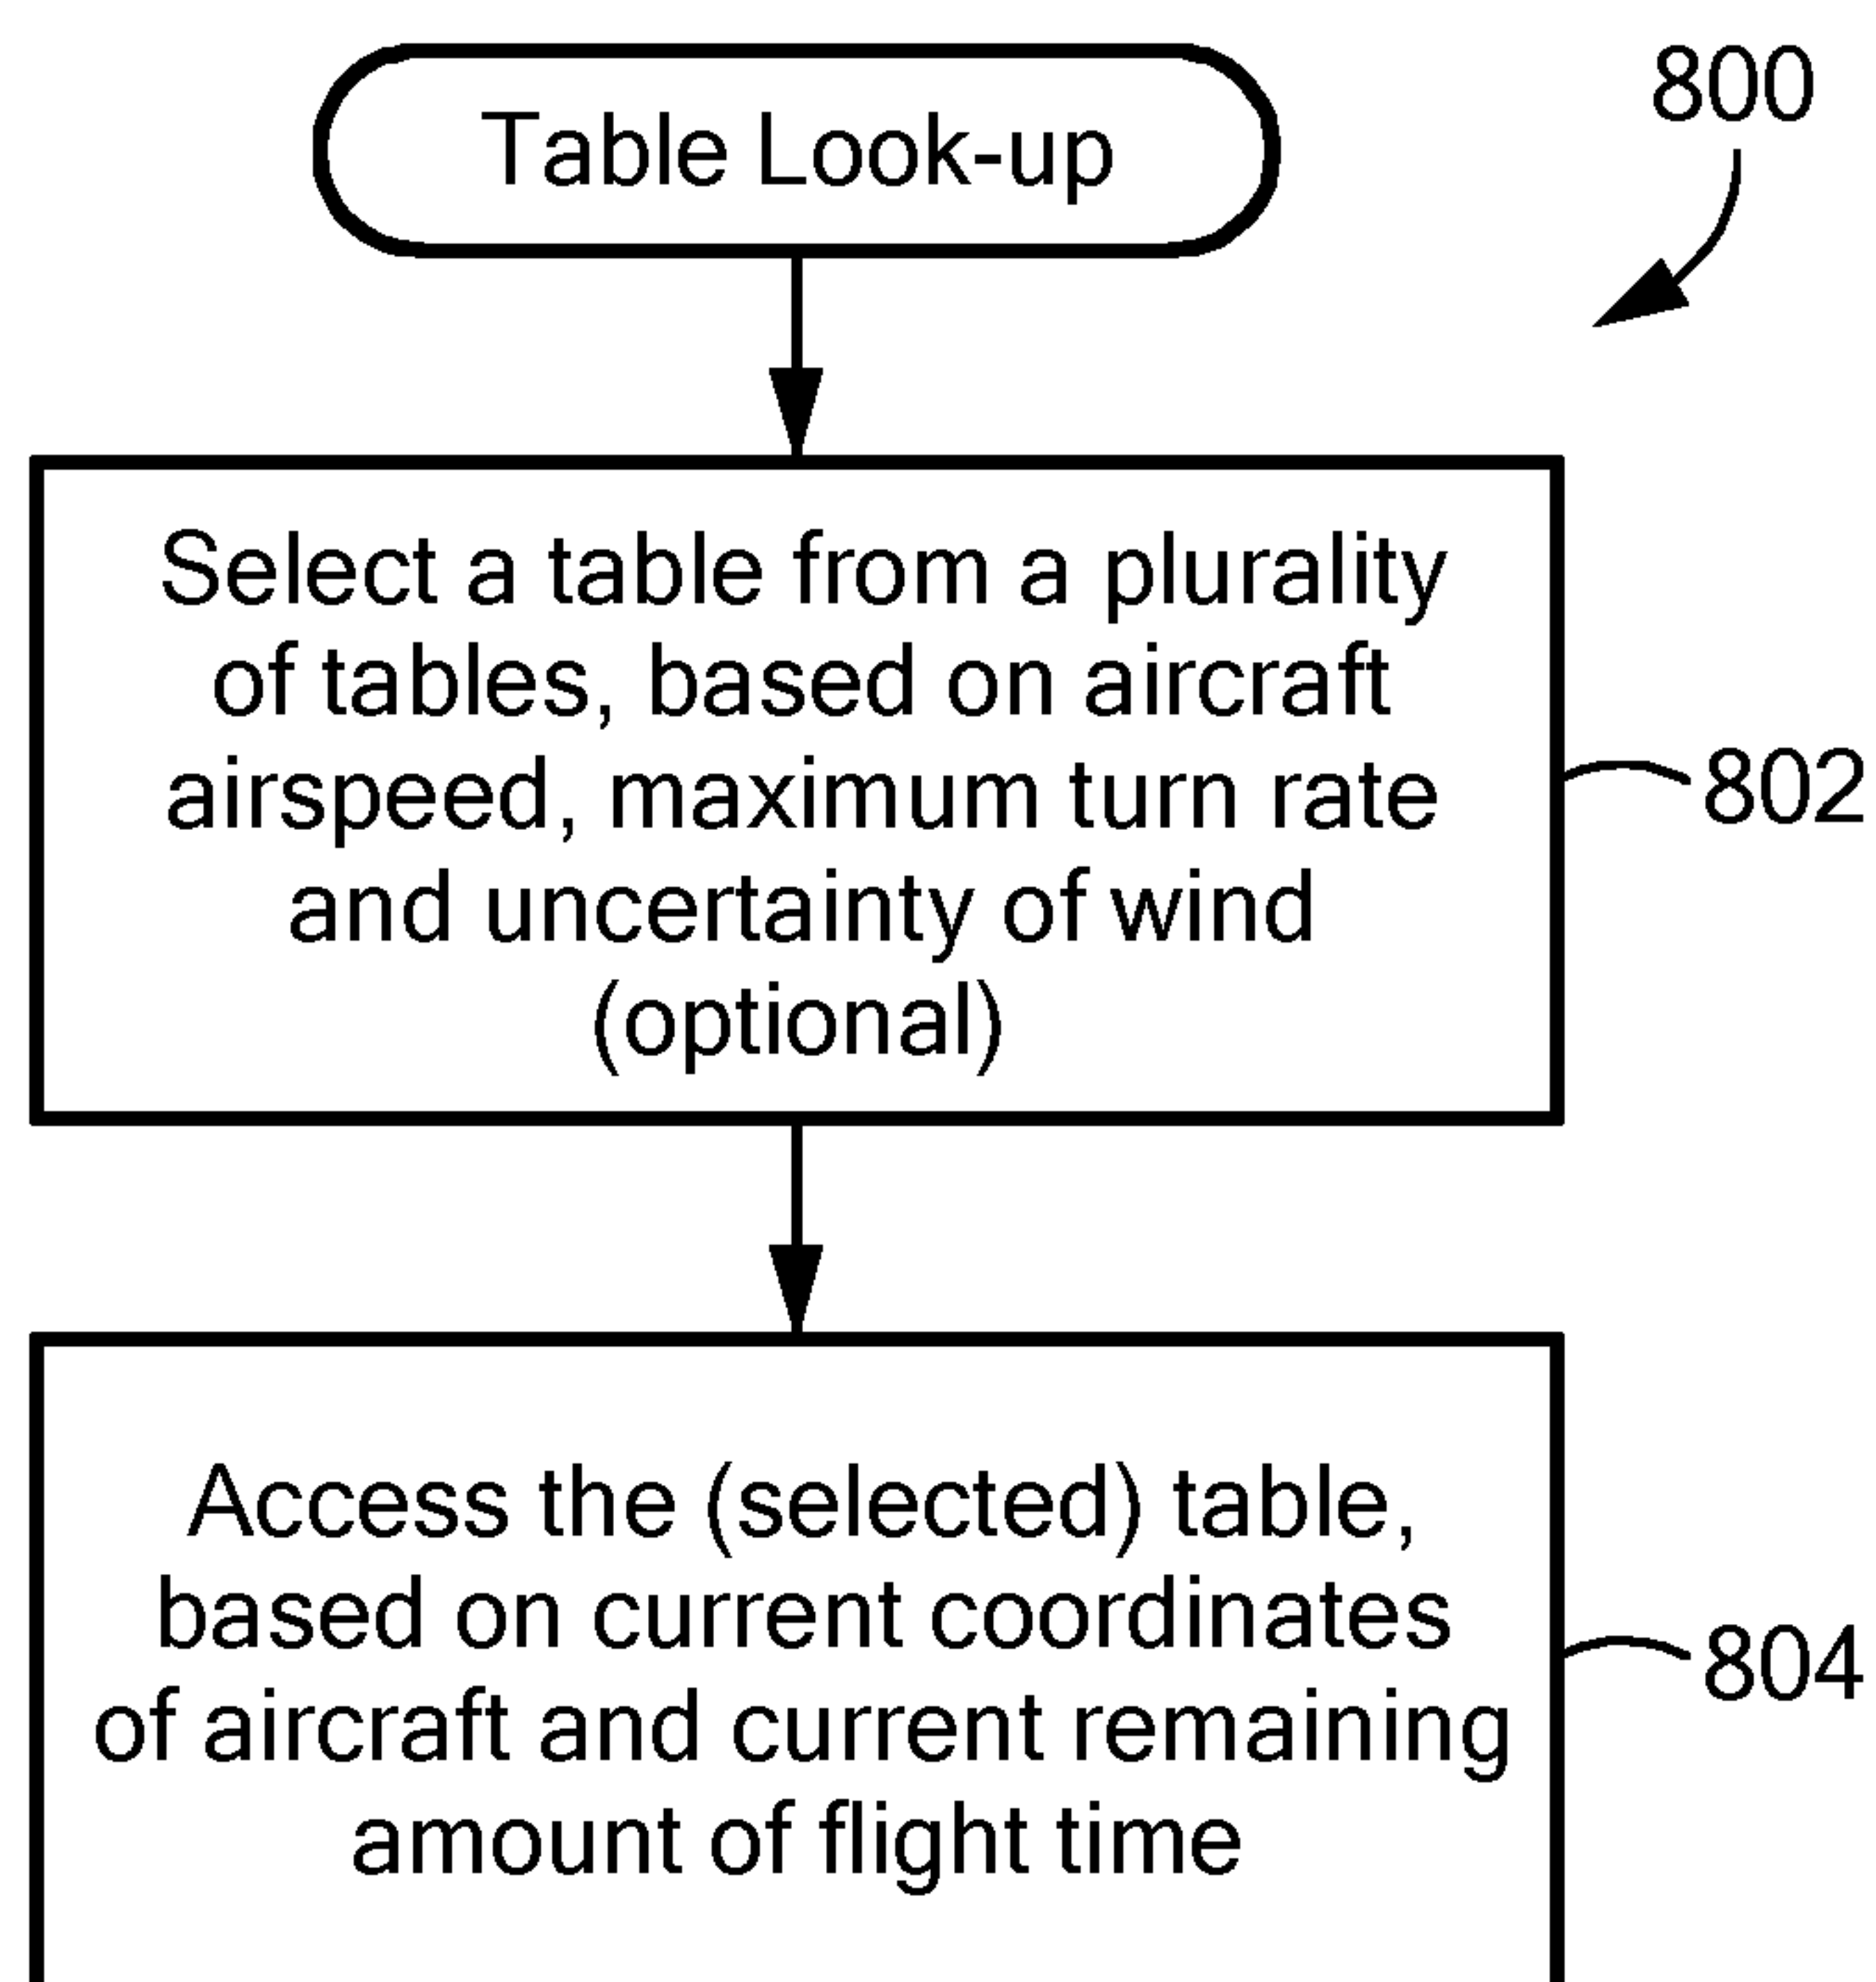 Table Look-up
800
Select a table from a plurality
of tables, based on aircraft
airspeed, maximum turn rate
and uncertainty of wind
(optional)
802
Access the (selected) table,
based on current coordinates
of aircraft and current remaining
amount of flight time
804